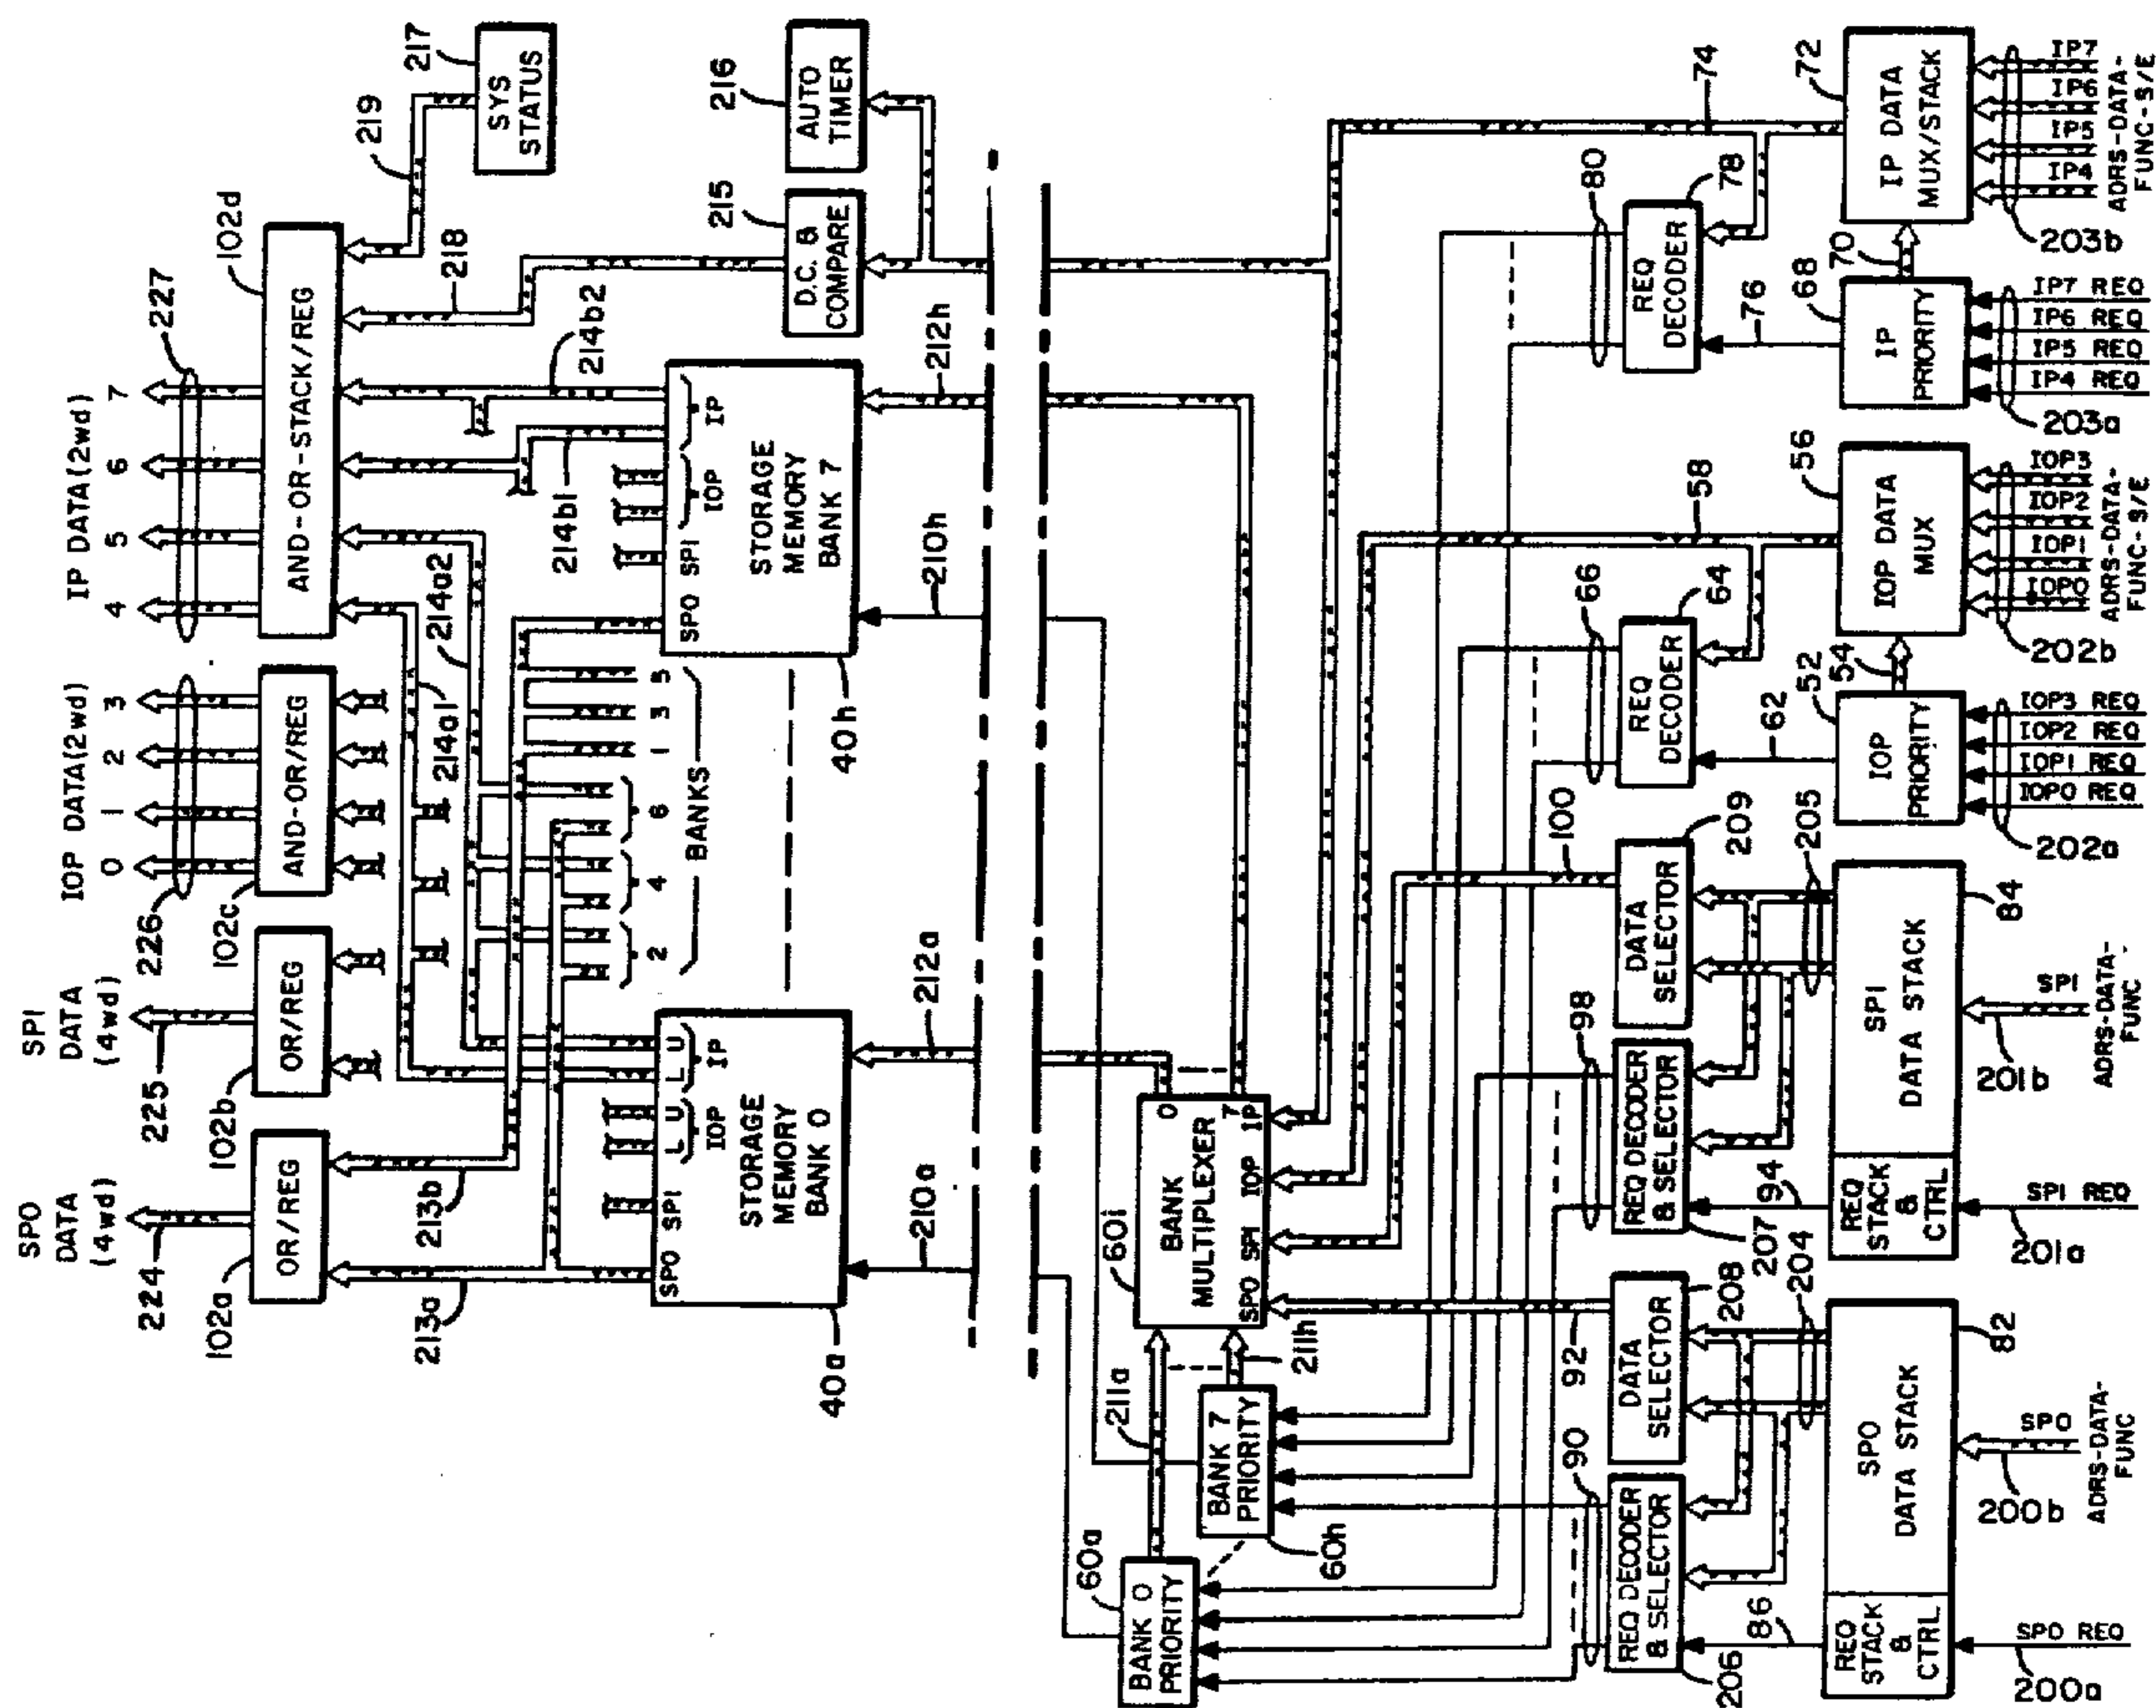 SPO
DATA
(4wd)
224
SPI
DATA
(4wd)
225
IOP DATA(2wd)
0 1 2 3
226
IP DATA(2wd)
4 5 6 7
227
102a
OR/REG
102b
OR/REG
102c
AND-OR/REG
102d
AND-OR-STACK/REG
219
217
SYS
STATUS
213a
213b
214a1
214a2
214b1
214b2
218
215
D.C. &
COMPARE
216
AUTO
TIMER
SPO SPI L U L U
IOP IP
STORAGE
MEMORY
BANK 0
40a
2 4 6 1 3 5
BANKS
SPO SPI IOP IP
STORAGE
MEMORY
BANK 7
40h
210a
212a
210h
212h
60a
BANK 0
PRIORITY
211a
BANK 7
PRIORITY
60h
211h
60i
BANK
MULTIPLEXER
0
7
SPO SPI IOP IP
90
REQ DECODER
& SELECTOR
206
92
DATA
SELECTOR
208
98
REQ DECODER
& SELECTOR
207
100
DATA
SELECTOR
209
66
REQ
DECODER
64
58
80
REQ
DECODER
78
74
86
204
REQ
STACK
&
CTRL
SPO
DATA STACK
82
94
205
REQ
STACK
&
CTRL
SPI
DATA STACK
84
62
52
IOP
PRIORITY
54
56
IOP DATA
MUX
76
68
IP
PRIORITY
70
72
IP DATA
MUX/STACK
SPO REQ
200a
SPO
200b
ADRS-DATA-
FUNC
SPI REQ
201a
SPI
201b
ADRS-DATA-
FUNC
IOP0 REQ
IOP1 REQ
IOP2 REQ
IOP3 REQ
202a
IOP0
IOP1
IOP2
IOP3
202b
ADRS-DATA-
FUNC-S/E
IP4 REQ
IP5 REQ
IP6 REQ
IP7 REQ
203a
IP4
IP5
IP6
IP7
203b
ADRS-DATA-
FUNC-S/E